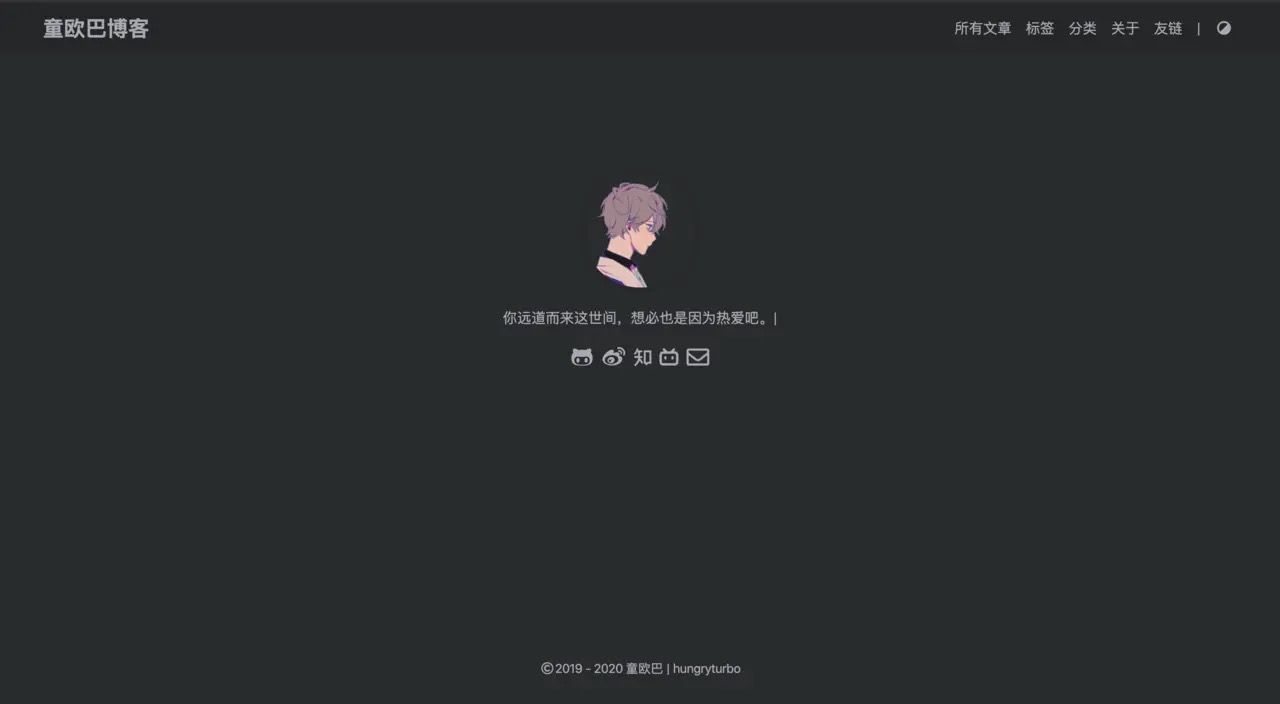 童欧巴博客
所有文章 标签 分类 关于 友链 |
你远道而来这世间，想必也是因为热爱吧。|
知
©2019 - 2020 童欧巴 | hungryturbo